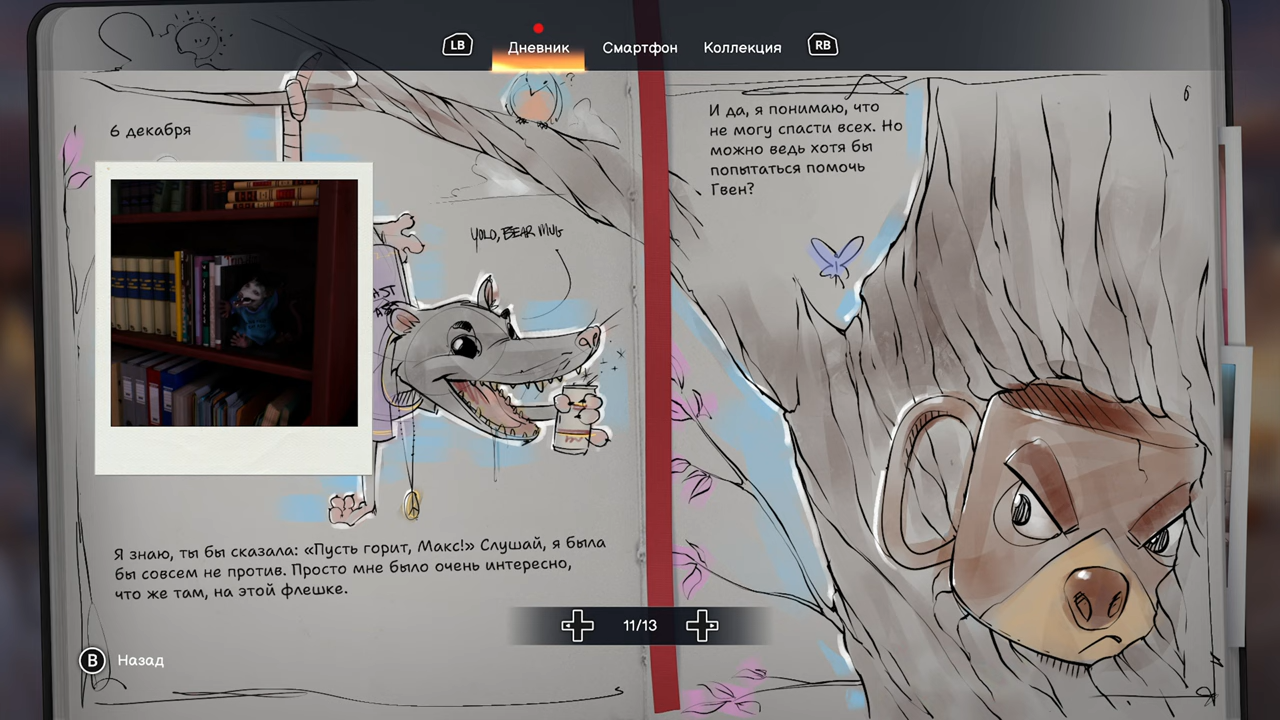 LB
Дневник
Смартфон
Коллекция
RB
6 декабря
YOLO, BEAR MUG
Я знаю, ты бы сказала: «Пусть горит, Макс!» Слушай, я была
бы совсем не против. Просто мне было очень интересно,
что же там, на этой флешке.
6
И да, я понимаю, что
не могу спасти всех. Но
можно ведь хотя бы
попытаться помочь
Гвен?
11/13
B
Назад